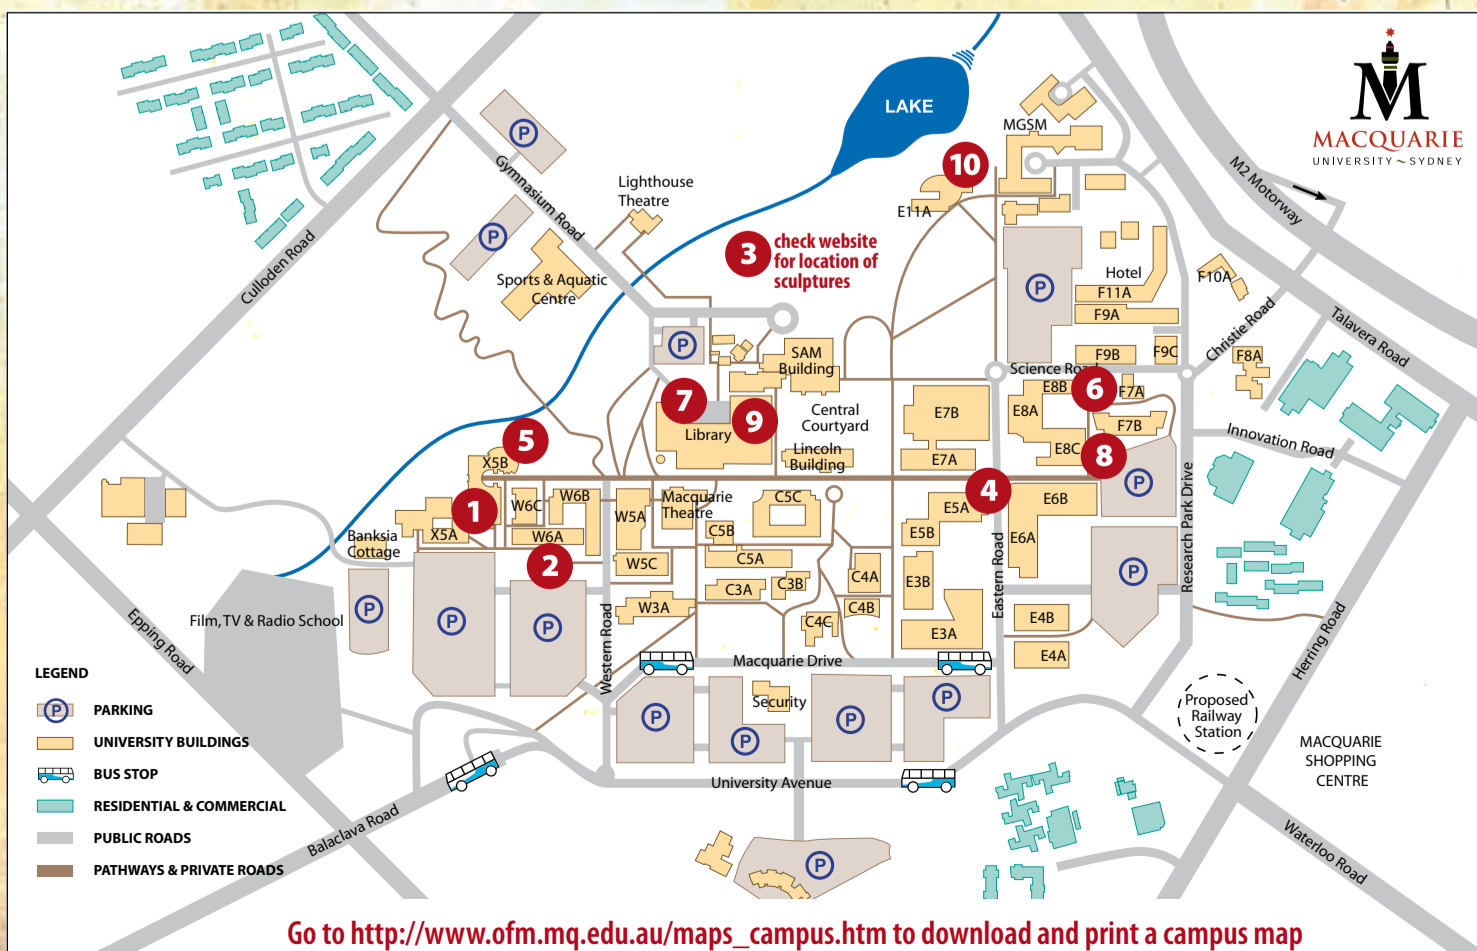 LAKE
MGSM
M
MACQUARIE
UNIVERSITY ~ SYDNEY
M2 Motorway
10
E11A
P
Gymnasium Road
Lighthouse
Theatre
Culloden Road
P
Sports & Aquatic
Centre
3
check website
for location of
sculptures
P
Hotel
F11A
F9A
F10A
Christie Road
Talavera Road
P
SAM
Building
F9B
F9C
F8A
Science Road
E8B
6
F7A
7
9
Library
Central
Courtyard
Lincoln
Building
E7B
E7A
E8A
E8C
F7B
8
Innovation Road
5
X5B
4
P
1
X5A
W6C
W6B
W6A
W5A
Macquarie
Theatre
C5C
C5B
E5A
E5B
E6B
E6A
Research Park Drive
Banksia
Cottage
2
W5C
C5A
C3A
C3B
C4A
E3B
Eastern Road
P
Film, TV & Radio School
P
P
P
Western Road
W3A
C4C
C4B
E3A
E4B
E4A
Herring Road
Epping Road
Macquarie Drive
Security
P
P
P
P
Proposed
Railway
Station
MACQUARIE
SHOPPING
CENTRE
University Avenue
Balaclava Road
Waterloo Road
P
LEGEND
P PARKING
UNIVERSITY BUILDINGS
BUS STOP
RESIDENTIAL & COMMERCIAL
PUBLIC ROADS
PATHWAYS & PRIVATE ROADS
Go to http://www.ofm.mq.edu.au/maps_campus.htm to download and print a campus map